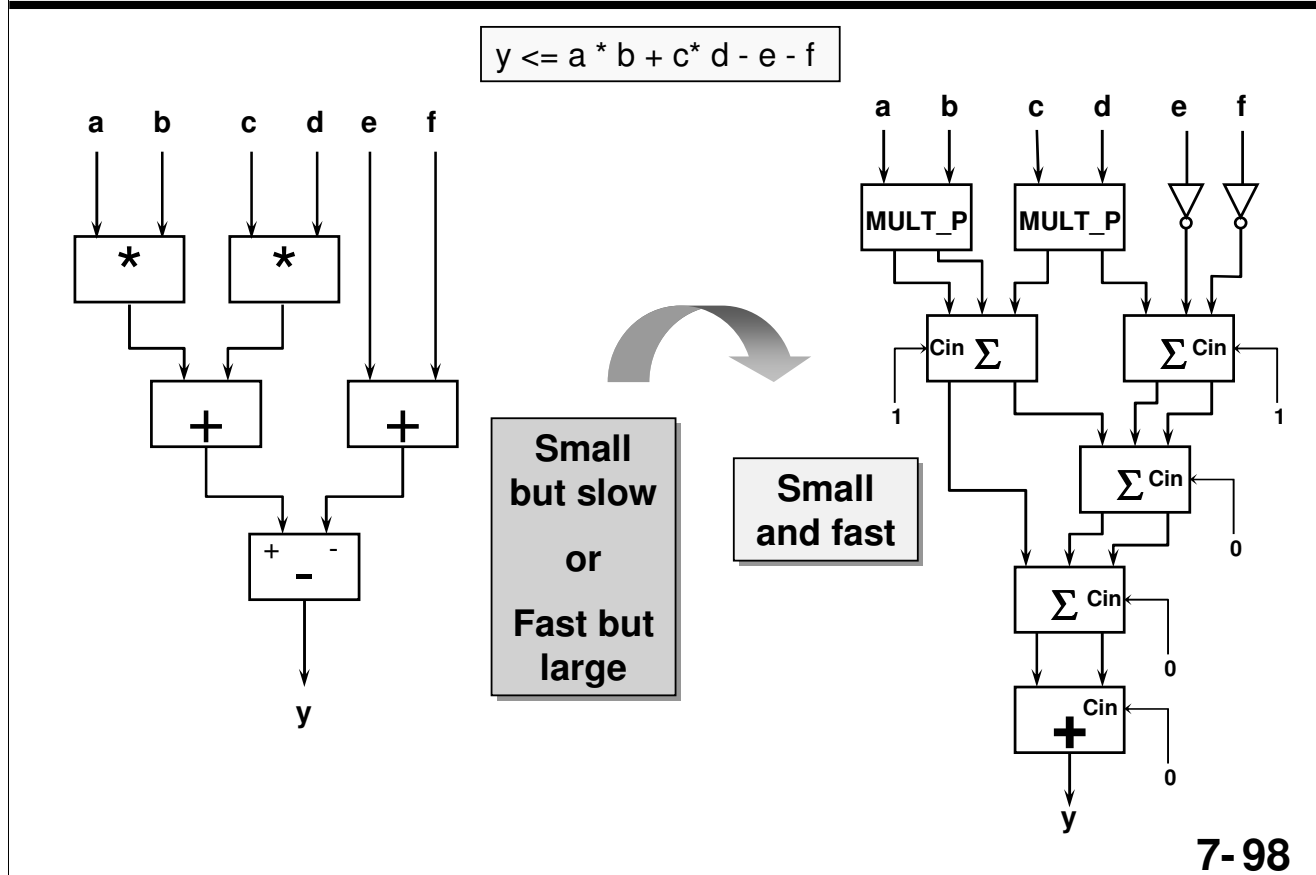 y <= a * b + c* d - e - f
a b c d e f
* *
+ +
+ -
-
y
Small
but slow
or
Fast but
large
Small
and fast
a b c d e f
MULT_P MULT_P
Cin Σ Σ Cin
1 1
Σ Cin
0
Σ Cin
0
+ Cin
0
y
7-98